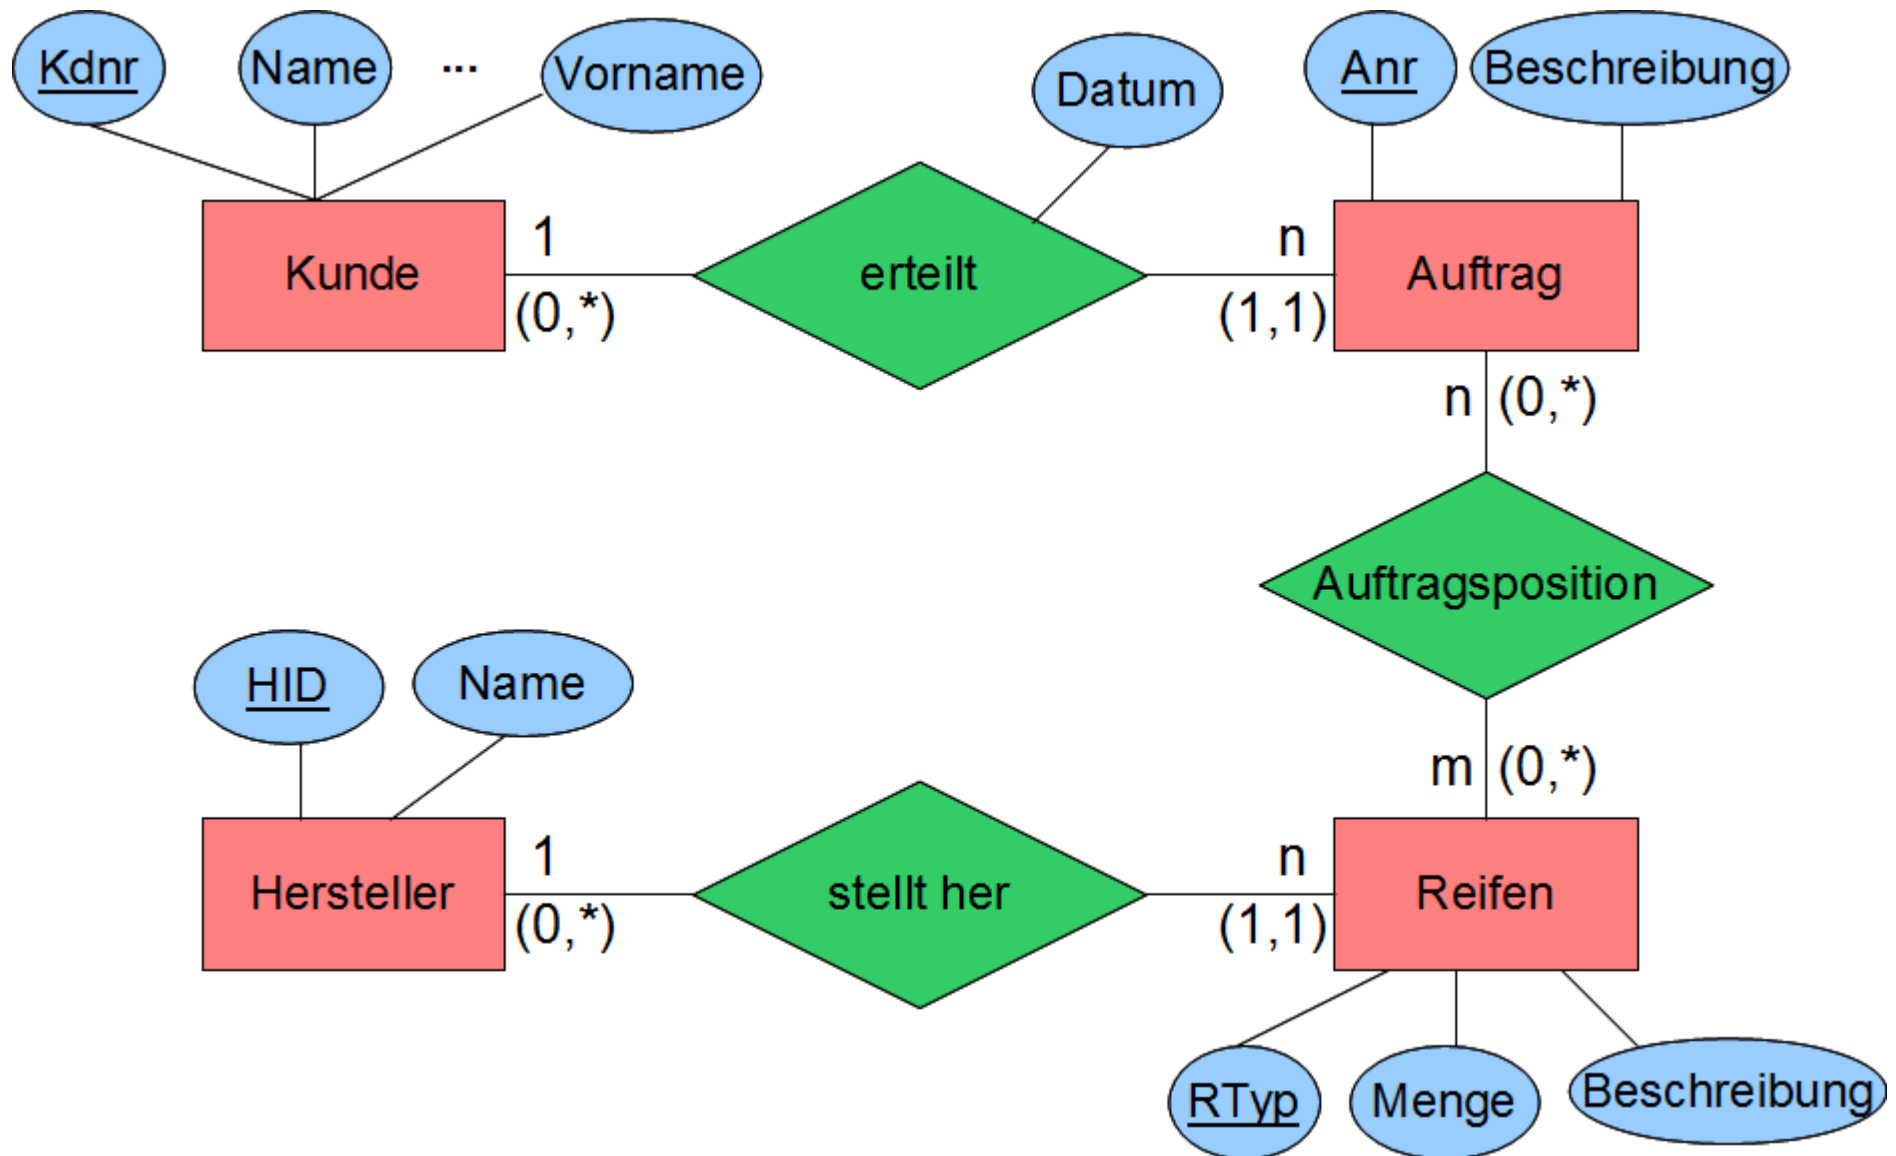 Kdnr
Name
...
Vorname
Datum
Anr
Beschreibung
Kunde
1
(0,*)
erteilt
n
(1,1)
Auftrag
n (0,*)
Auftragsposition
m (0,*)
HID
Name
Hersteller
1
(0,*)
stellt her
n
(1,1)
Reifen
RTyp
Menge
Beschreibung